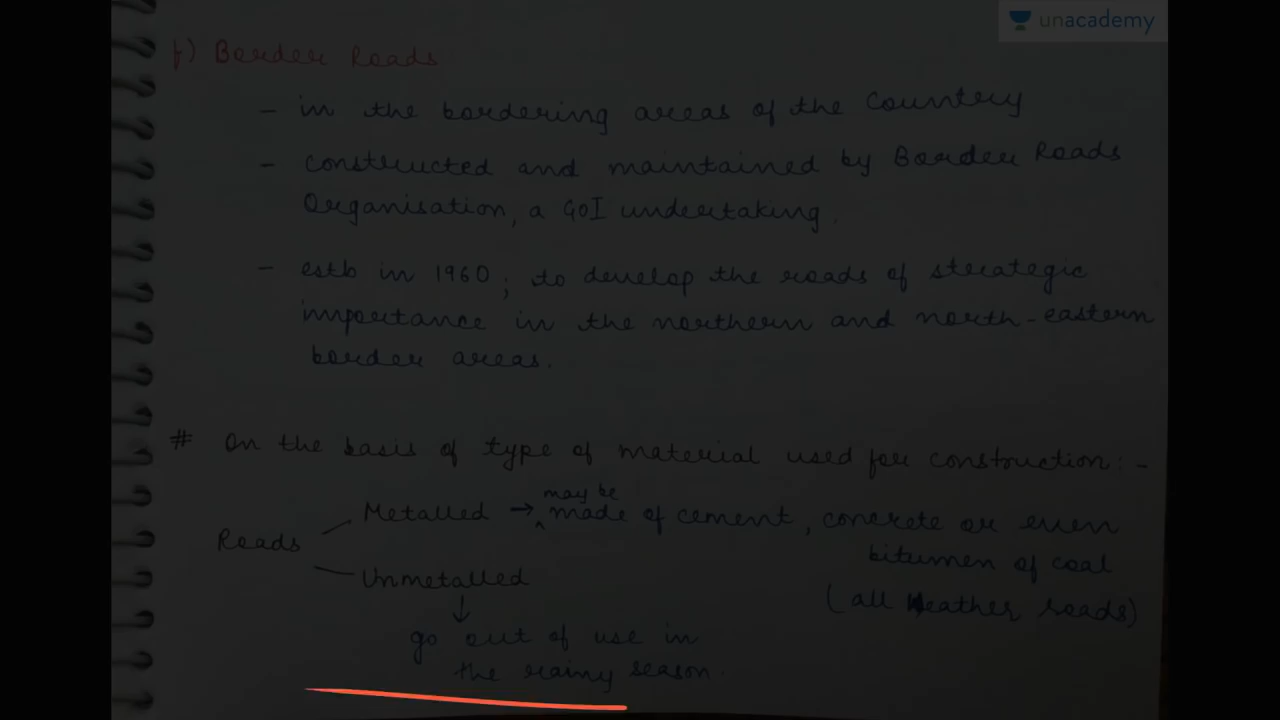 unacademy
f) Border Roads
- in the bordering areas of the country
- constructed and maintained by Border Roads
Organisation, a GOI undertaking.
- estb in 1960; to develop the roads of strategic
importance in the northern and north-eastern
border areas.
# On the basis of type of material used for construction: -
may be
Metalled → made of cement, concrete or even
Roads
bitumen of coal
Unmetalled
(all weather roads)
↓
go out of use in
the rainy season.